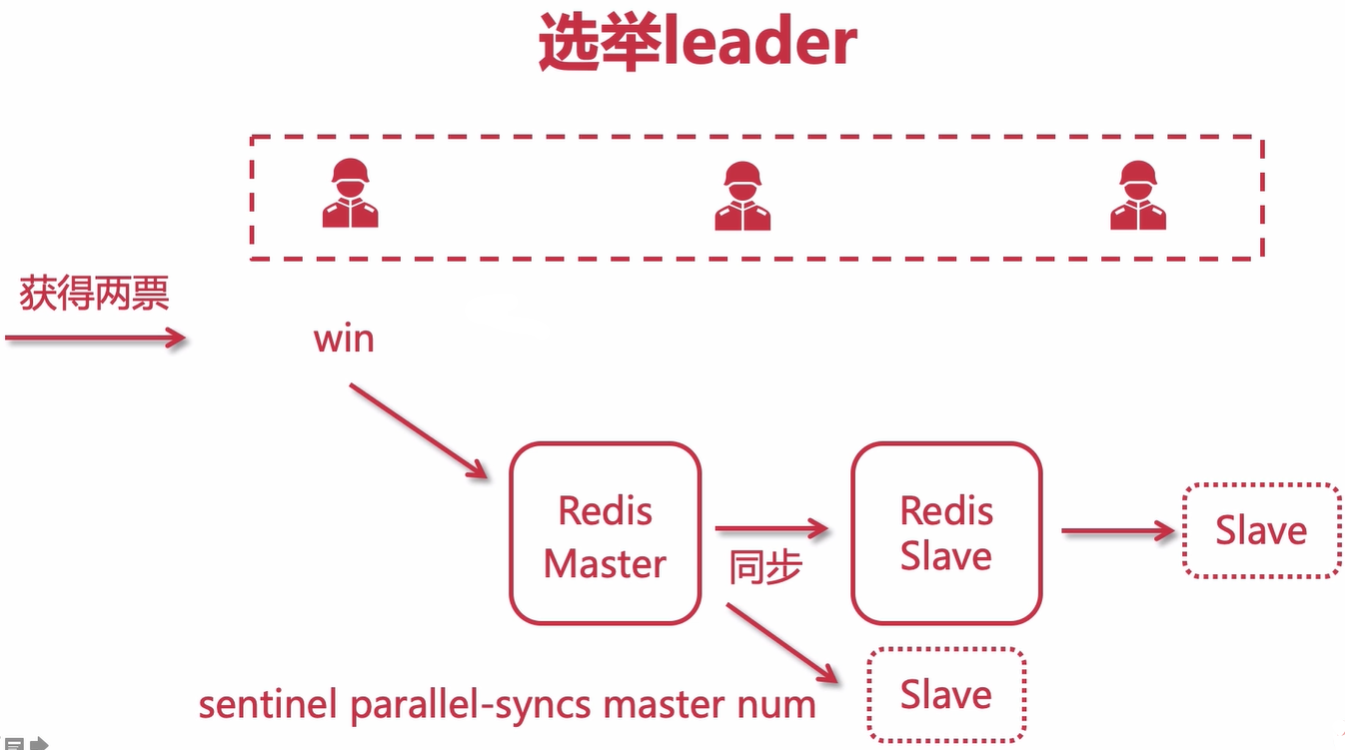 选举leader
获得两票
win
Redis
Master
同步
Redis
Slave
Slave
Slave
sentinel parallel-syncs master num